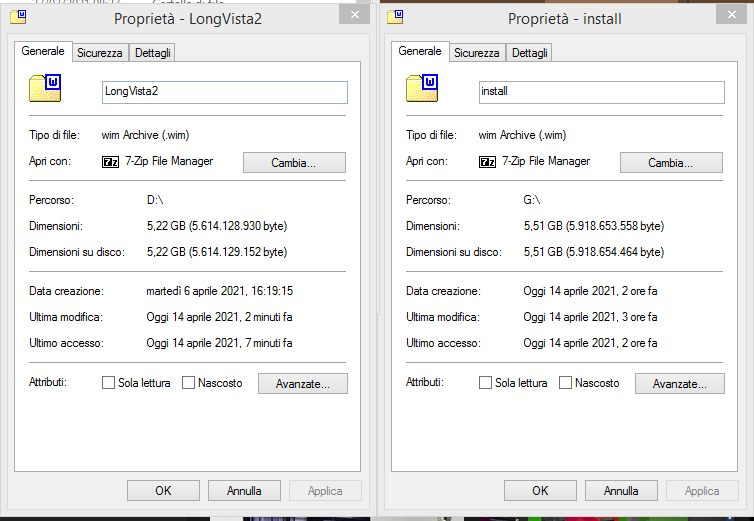 Proprietà - LongVista2
Generale Sicurezza Dettagli
W
LongVista2
Tipo di file: wim Archive (.wim)
Apri con: 7z 7-Zip File Manager Cambia...
Percorso: D:\
Dimensioni: 5,22 GB (5.614.128.930 byte)
Dimensioni su disco: 5,22 GB (5.614.129.152 byte)
Data creazione: martedì 6 aprile 2021, 16:19:15
Ultima modifica: Oggi 14 aprile 2021, 2 minuti fa
Ultimo accesso: Oggi 14 aprile 2021, 7 minuti fa
Attributi: Sola lettura Nascosto Avanzate...
OK Annulla Applica
Proprietà - install
Generale Sicurezza Dettagli
W
install
Tipo di file: wim Archive (.wim)
Apri con: 7z 7-Zip File Manager Cambia...
Percorso: G:\
Dimensioni: 5,51 GB (5.918.653.558 byte)
Dimensioni su disco: 5,51 GB (5.918.654.464 byte)
Data creazione: Oggi 14 aprile 2021, 2 ore fa
Ultima modifica: Oggi 14 aprile 2021, 3 ore fa
Ultimo accesso: Oggi 14 aprile 2021, 2 ore fa
Attributi: Sola lettura Nascosto Avanzate...
OK Annulla Applica